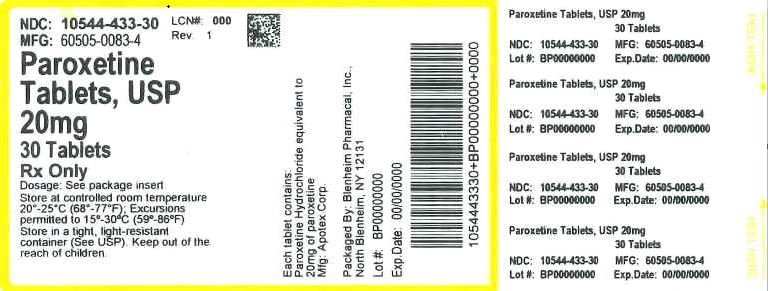 NDC: 10544-433-30
LCN#: 000
MFG: 60505-0083-4
Rev. 1
Paroxetine
Tablets, USP
20mg
30 Tablets
Rx Only
Dosage: See package insert
Store at controlled room temperature
20°-25°C (68°-77°F); Excursions
permitted to 15°-30°C (59°-86°F)
Store in a tight, light-resistant
container (See USP). Keep out of the
reach of children.
Each tablet contains:
Paroxetine Hydrochloride equivalent to
20mg of paroxetine
Mfg: Apotex Corp.
Packaged By: Blenheim Pharmacal, Inc.,
North Blenheim, NY 12131
Lot #: BP00000000
Exp.Date: 00/00/0000
1054443330+BP00000000+0000
Paroxetine Tablets, USP 20mg
30 Tablets
NDC: 10544-433-30 MFG: 60505-0083-4
Lot #: BP00000000 Exp.Date: 00/00/0000
Paroxetine Tablets, USP 20mg
30 Tablets
NDC: 10544-433-30 MFG: 60505-0083-4
Lot #: BP00000000 Exp.Date: 00/00/0000
Paroxetine Tablets, USP 20mg
30 Tablets
NDC: 10544-433-30 MFG: 60505-0083-4
Lot #: BP00000000 Exp.Date: 00/00/0000
Paroxetine Tablets, USP 20mg
30 Tablets
NDC: 10544-433-30 MFG: 60505-0083-4
Lot #: BP00000000 Exp.Date: 00/00/0000